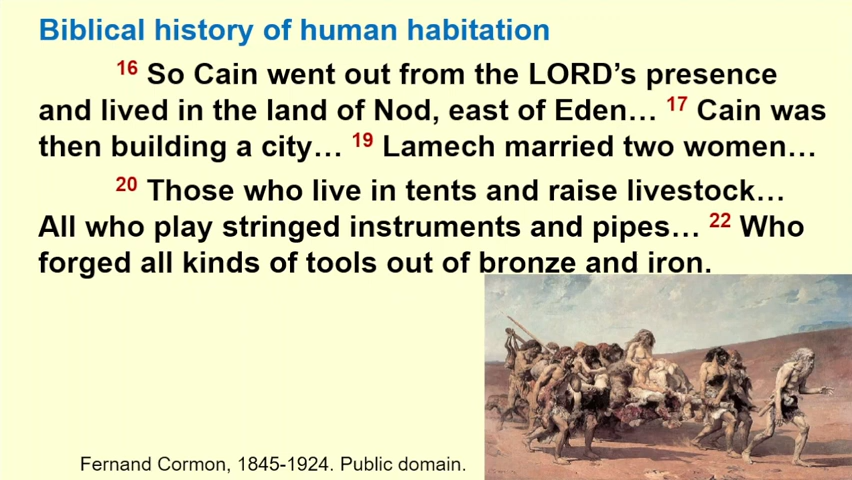 Biblical history of human habitation
16 So Cain went out from the LORD’s presence
and lived in the land of Nod, east of Eden… 17 Cain was
then building a city… 19 Lamech married two women…
20 Those who live in tents and raise livestock…
All who play stringed instruments and pipes… 22 Who
forged all kinds of tools out of bronze and iron.
Fernand Cormon, 1845-1924. Public domain.